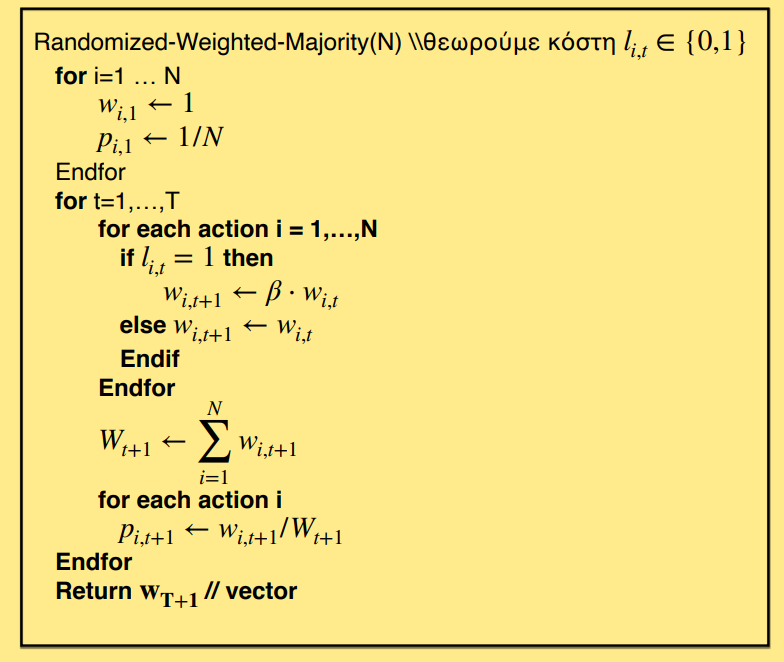 Randomized-Weighted-Majority(N) \\θεωρούμε κόστη $l_{i,t} \in \{0,1\}$
for i=1 … N
$w_{i,1} \leftarrow 1$
$p_{i,1} \leftarrow 1/N$
Endfor
for t=1,…,T
for each action i = 1,…,N
if $l_{i,t} = 1$ then
$w_{i,t+1} \leftarrow \beta \cdot w_{i,t}$
else $w_{i,t+1} \leftarrow w_{i,t}$
Endif
Endfor
$W_{t+1} \leftarrow \sum_{i=1}^{N} w_{i,t+1}$
for each action i
$p_{i,t+1} \leftarrow w_{i,t+1}/W_{t+1}$
Endfor
Return $\mathbf{w_{T+1}}$ // vector